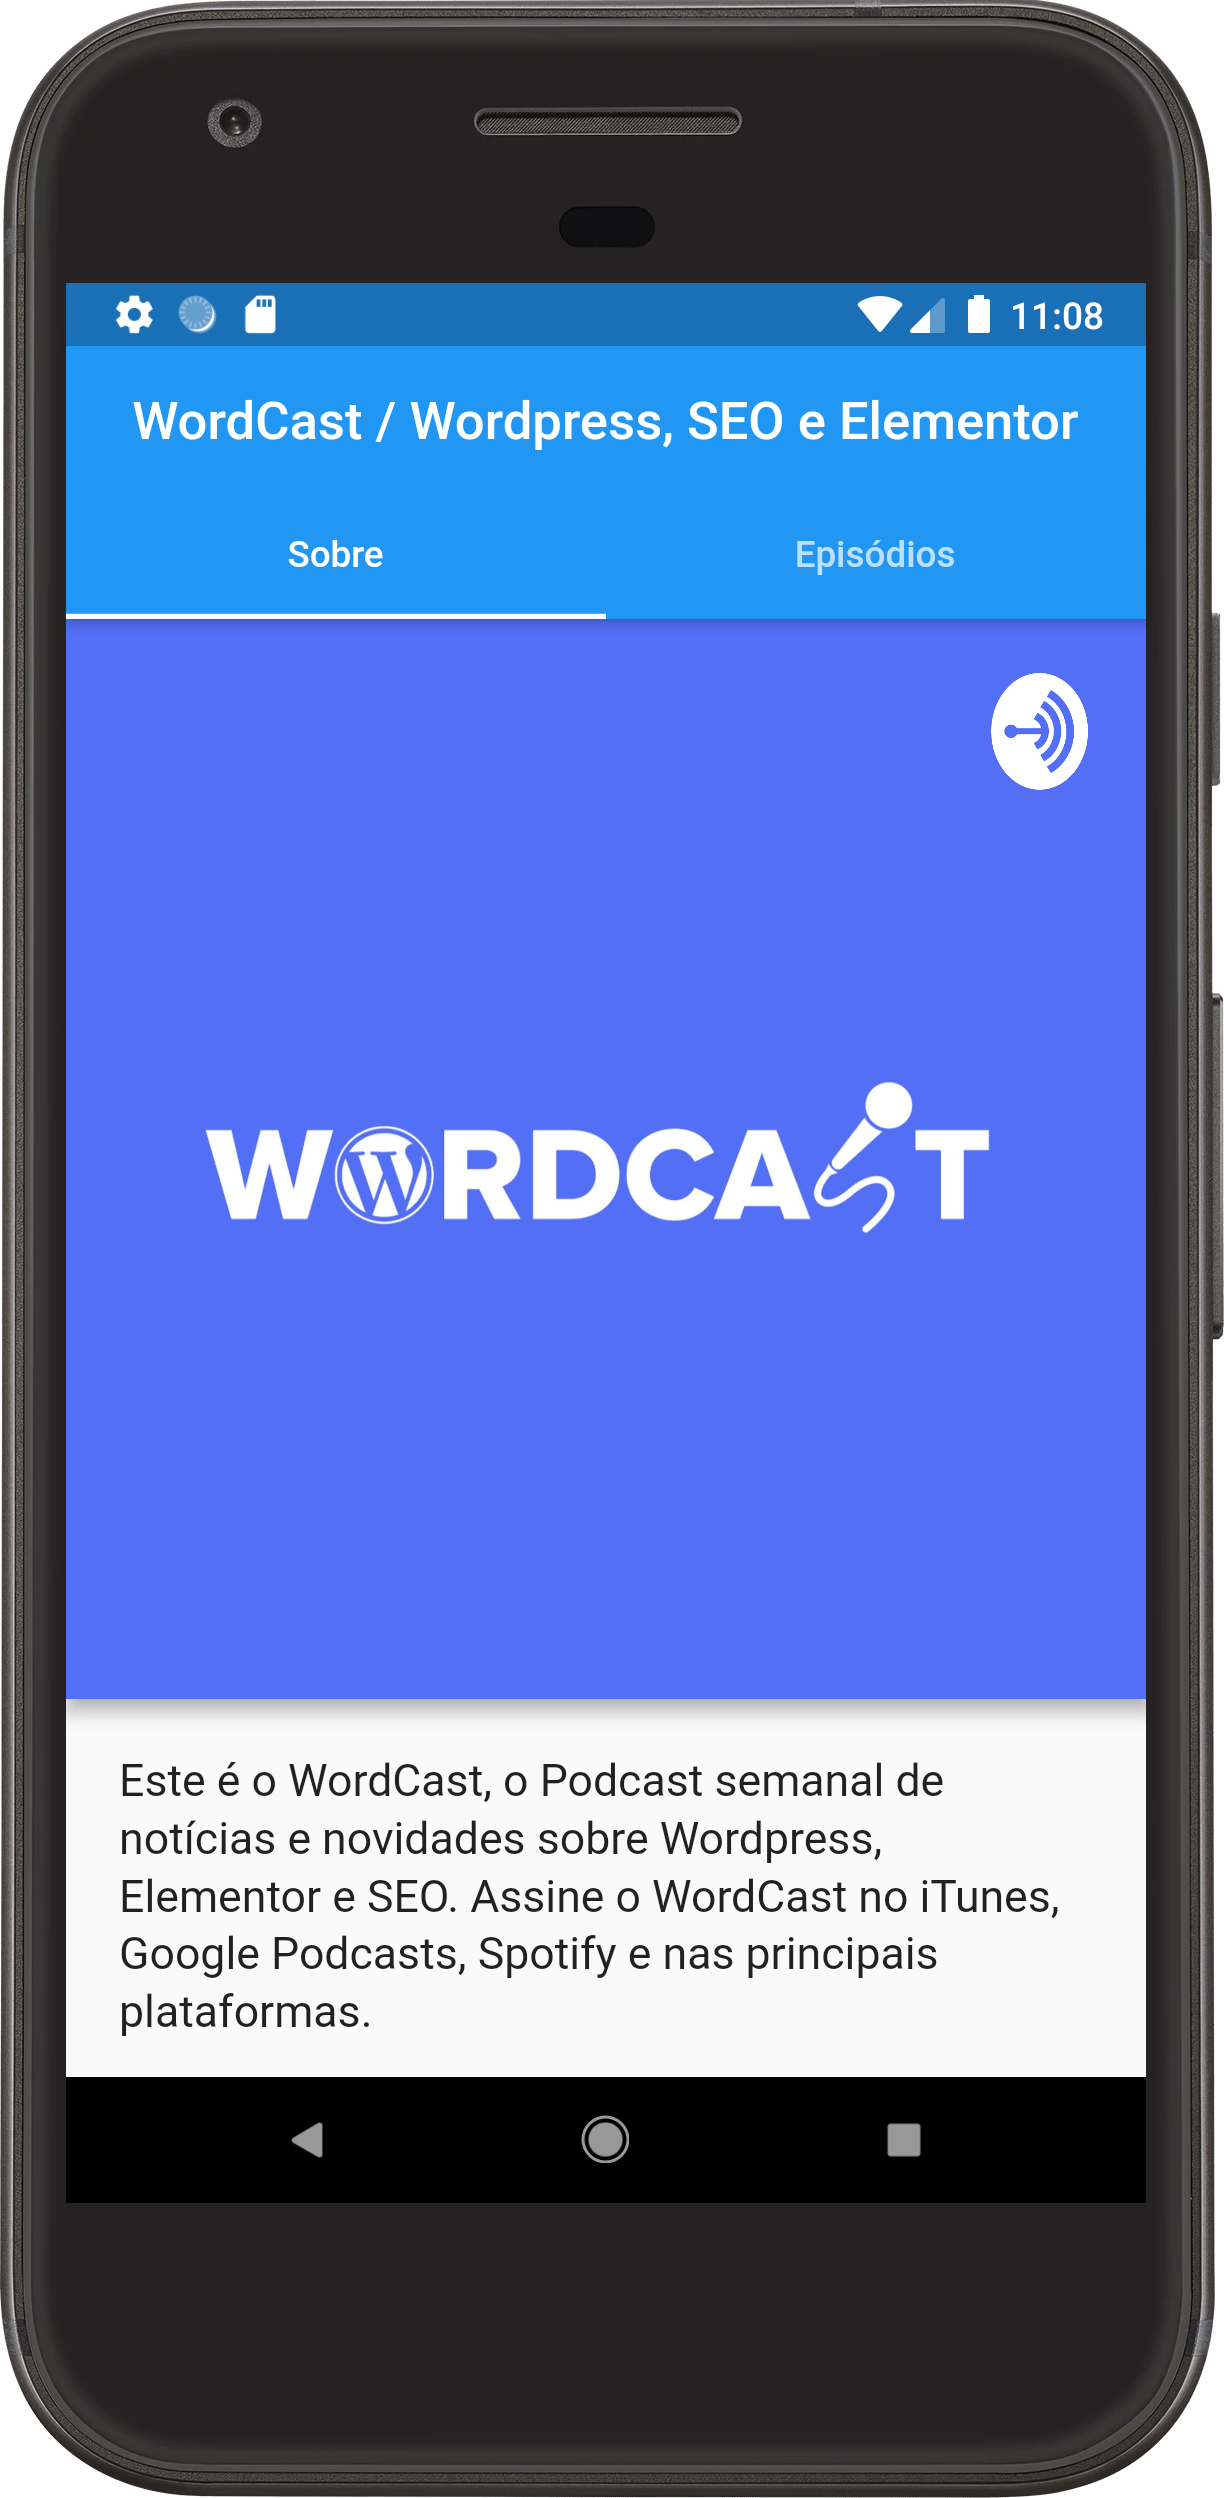 11:08
WordCast / Wordpress, SEO e Elementor
Sobre Episódios
WORDCAST
Este é o WordCast, o Podcast semanal de
notícias e novidades sobre Wordpress,
Elementor e SEO. Assine o WordCast no iTunes,
Google Podcasts, Spotify e nas principais
plataformas.